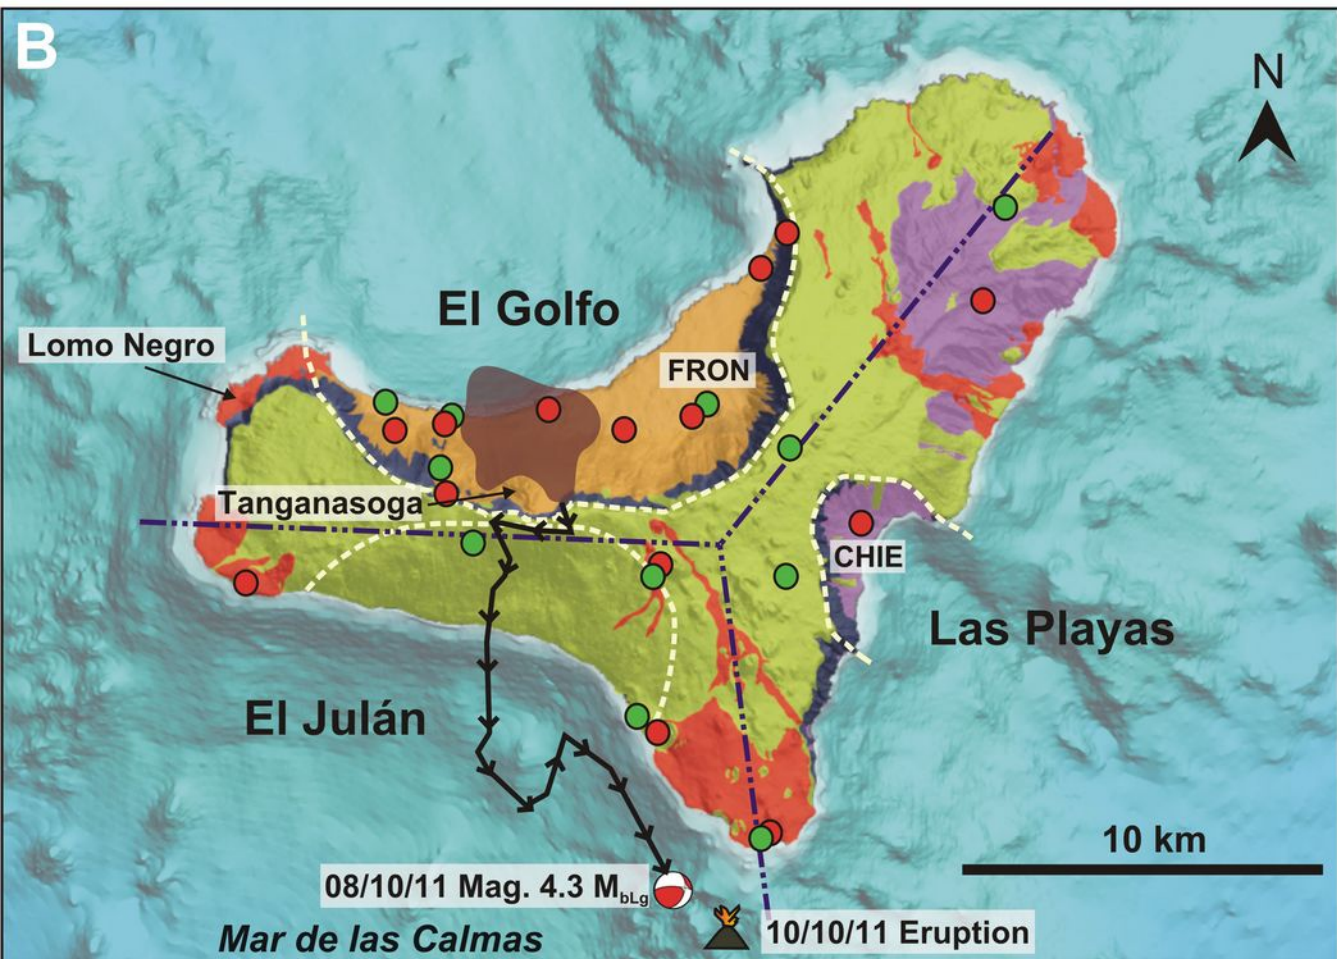 B
N
El Golfo
Lomo Negro
FRON
Tanganasoga
CHIE
Las Playas
El Julán
10 km
08/10/11 Mag. 4.3 MbLg
10/10/11 Eruption
Mar de las Calmas